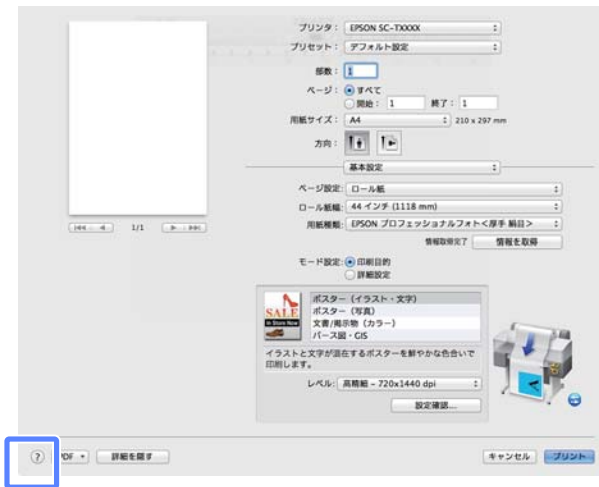 プリンタ： EPSON SC-TXXXX
プリセット： デフォルト設定
部数： 1
ページ： すべて
開始： 1 終了： 1
用紙サイズ： A4 210 x 297 mm
方向：
基本設定
ページ設定: ロール紙
ロール紙幅: 44 インチ (1118 mm)
用紙種類: EPSON プロフェッショナルフォト<厚手 絹目>
情報取得完了 情報を取得
モード設定: 印刷目的
詳細設定
SALE
In Store Now
ポスター（イラスト・文字）
ポスター（写真）
文書/掲示物（カラー）
パース図・GIS
イラストと文字が混在するポスターを鮮やかな色合いで
印刷します。
レベル: 高精細 – 720x1440 dpi
設定確認...
1/1
? PDF 詳細を隠す キャンセル プリント